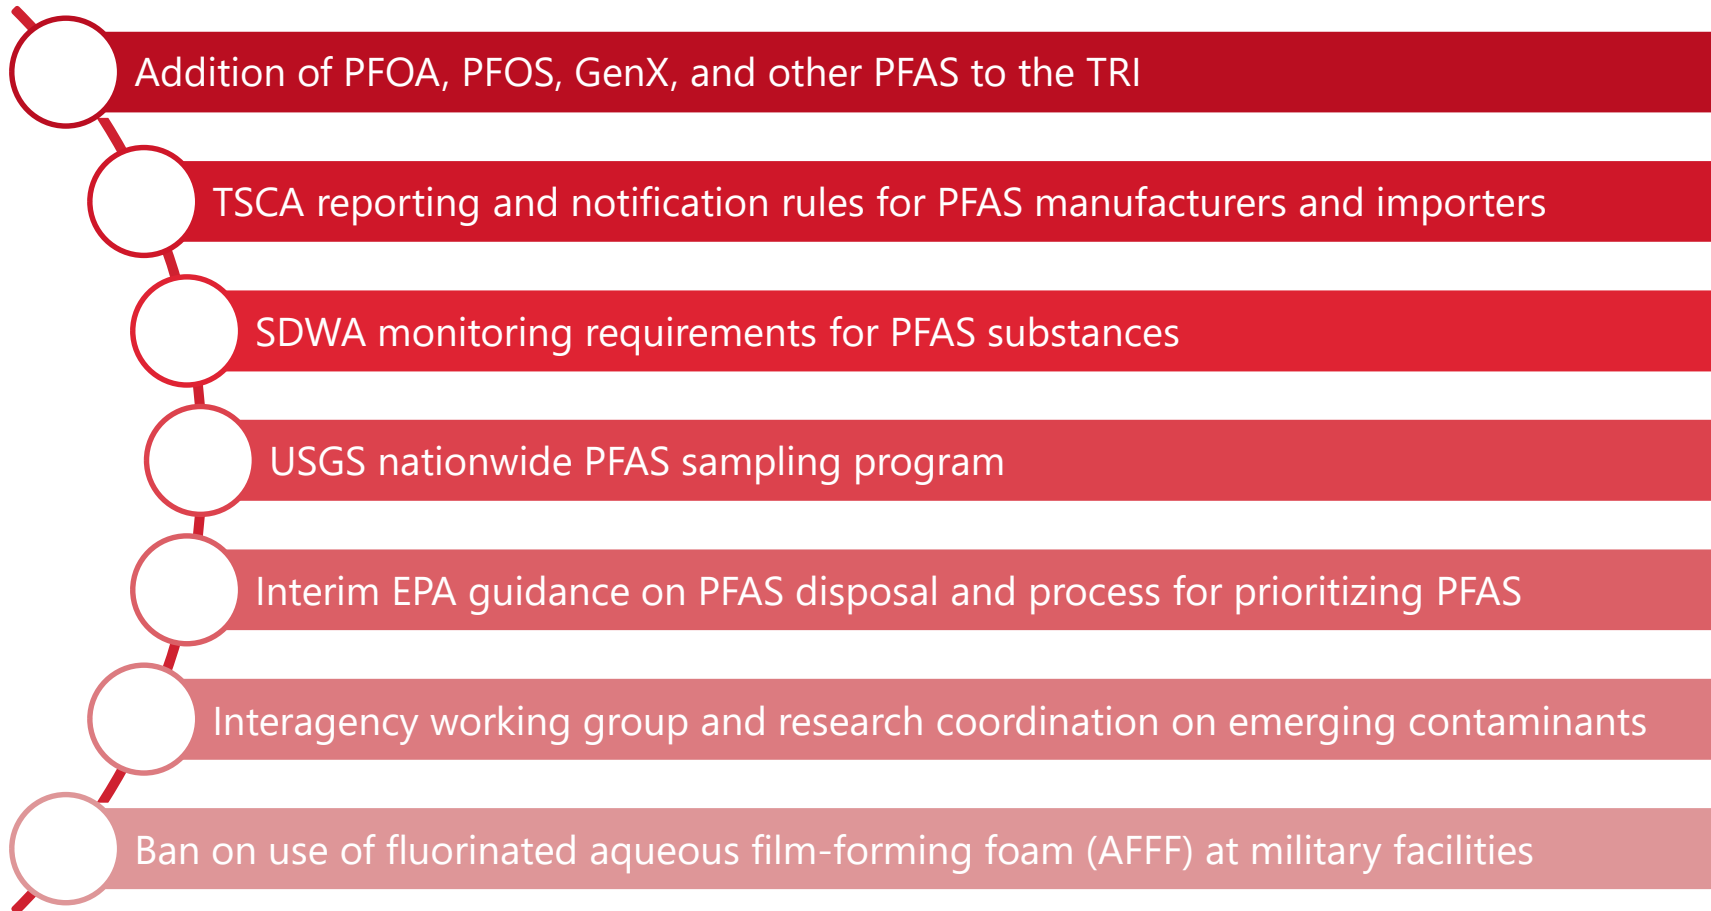 Addition of PFOA, PFOS, GenX, and other PFAS to the TRI
TSCA reporting and notification rules for PFAS manufacturers and importers
SDWA monitoring requirements for PFAS substances
USGS nationwide PFAS sampling program
Interim EPA guidance on PFAS disposal and process for prioritizing PFAS
Interagency working group and research coordination on emerging contaminants
Ban on use of fluorinated aqueous film-forming foam (AFFF) at military facilities